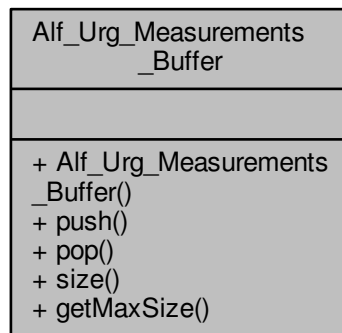 Alf_Urg_Measurements
_Buffer
+ Alf_Urg_Measurements
_Buffer()
+ push()
+ pop()
+ size()
+ getMaxSize()